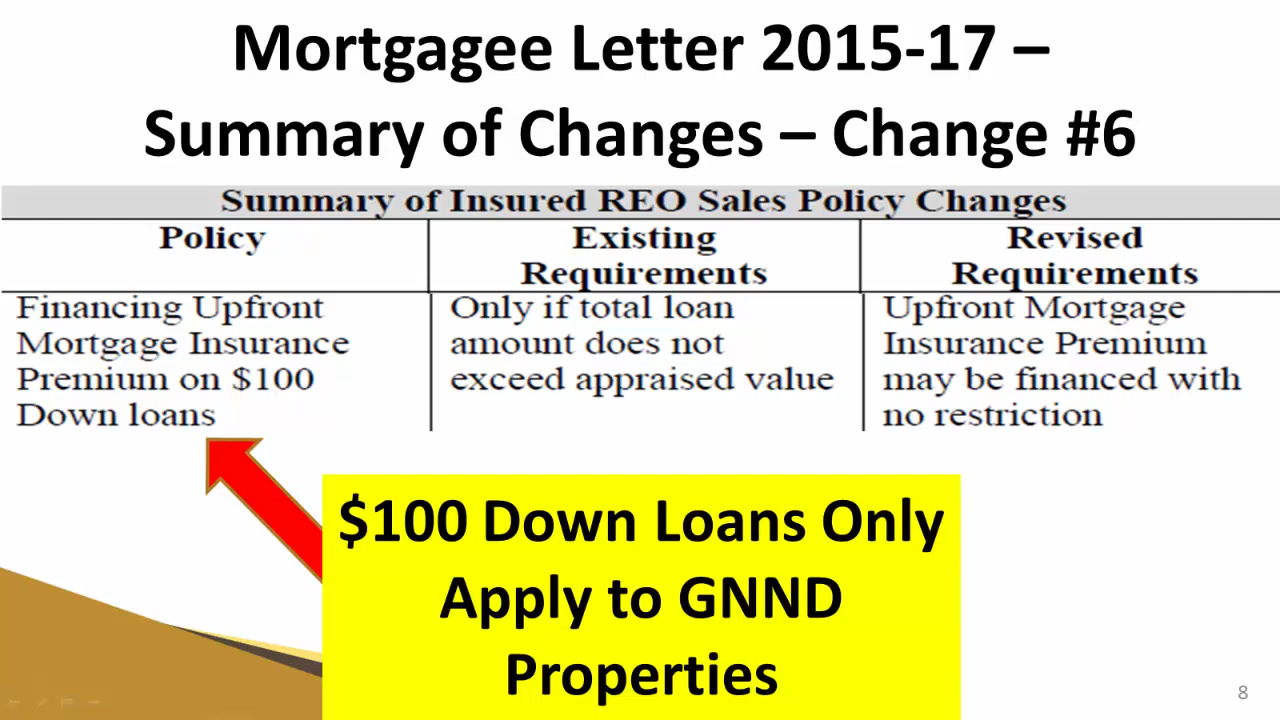 Mortgagee Letter 2015-17 –
Summary of Changes – Change #6
Summary of Insured REO Sales Policy Changes
Policy
Existing
Requirements
Revised
Requirements
Financing Upfront
Mortgage Insurance
Premium on $100
Down loans
Only if total loan
amount does not
exceed appraised value
Upfront Mortgage
Insurance Premium
may be financed with
no restriction
$100 Down Loans Only
Apply to GNND
Properties
8